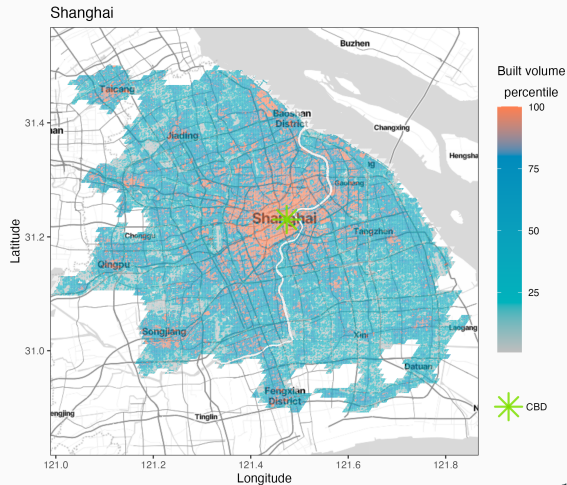 Shanghai
Buzhen
Built volume
percentile
Taicang
100
31.4
Baoshan
District
Changxing
Jiading
Hengsha
75
Gaohang
Shanghai
Tangzhen
31.2
Latitude
50
Qingpu
25
Songjiang
Xinc
31.0
Datuan
Fengxian
District
CBD
engjing
Tinglin
N
121.0
121.2
121.4
121.6
121.8
Longitude